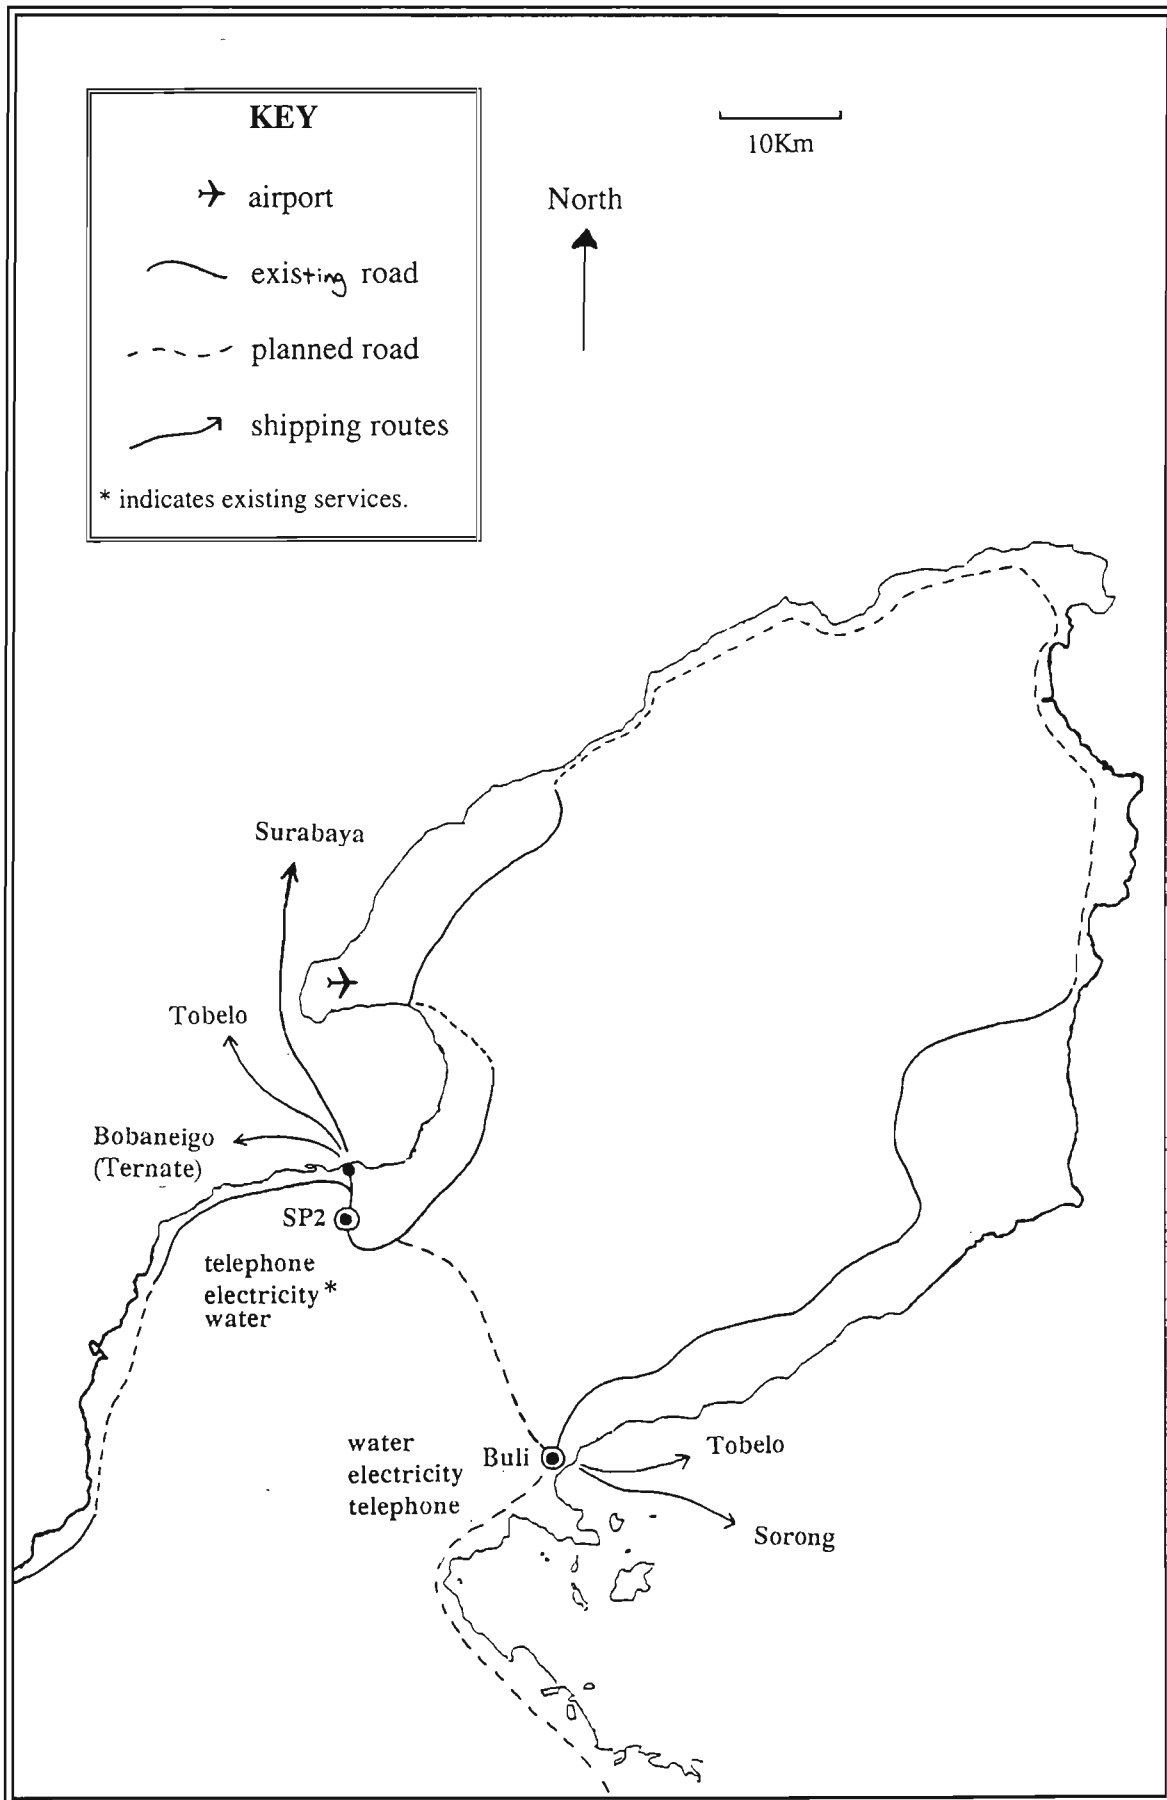 KEY
airport
existing road
planned road
shipping routes
* indicates existing services.
10Km
North
Surabaya
Tobelo
Bobaneigo
(Ternate)
SP2
telephone
electricity*
water
water
electricity
telephone
Buli
Tobelo
Sorong